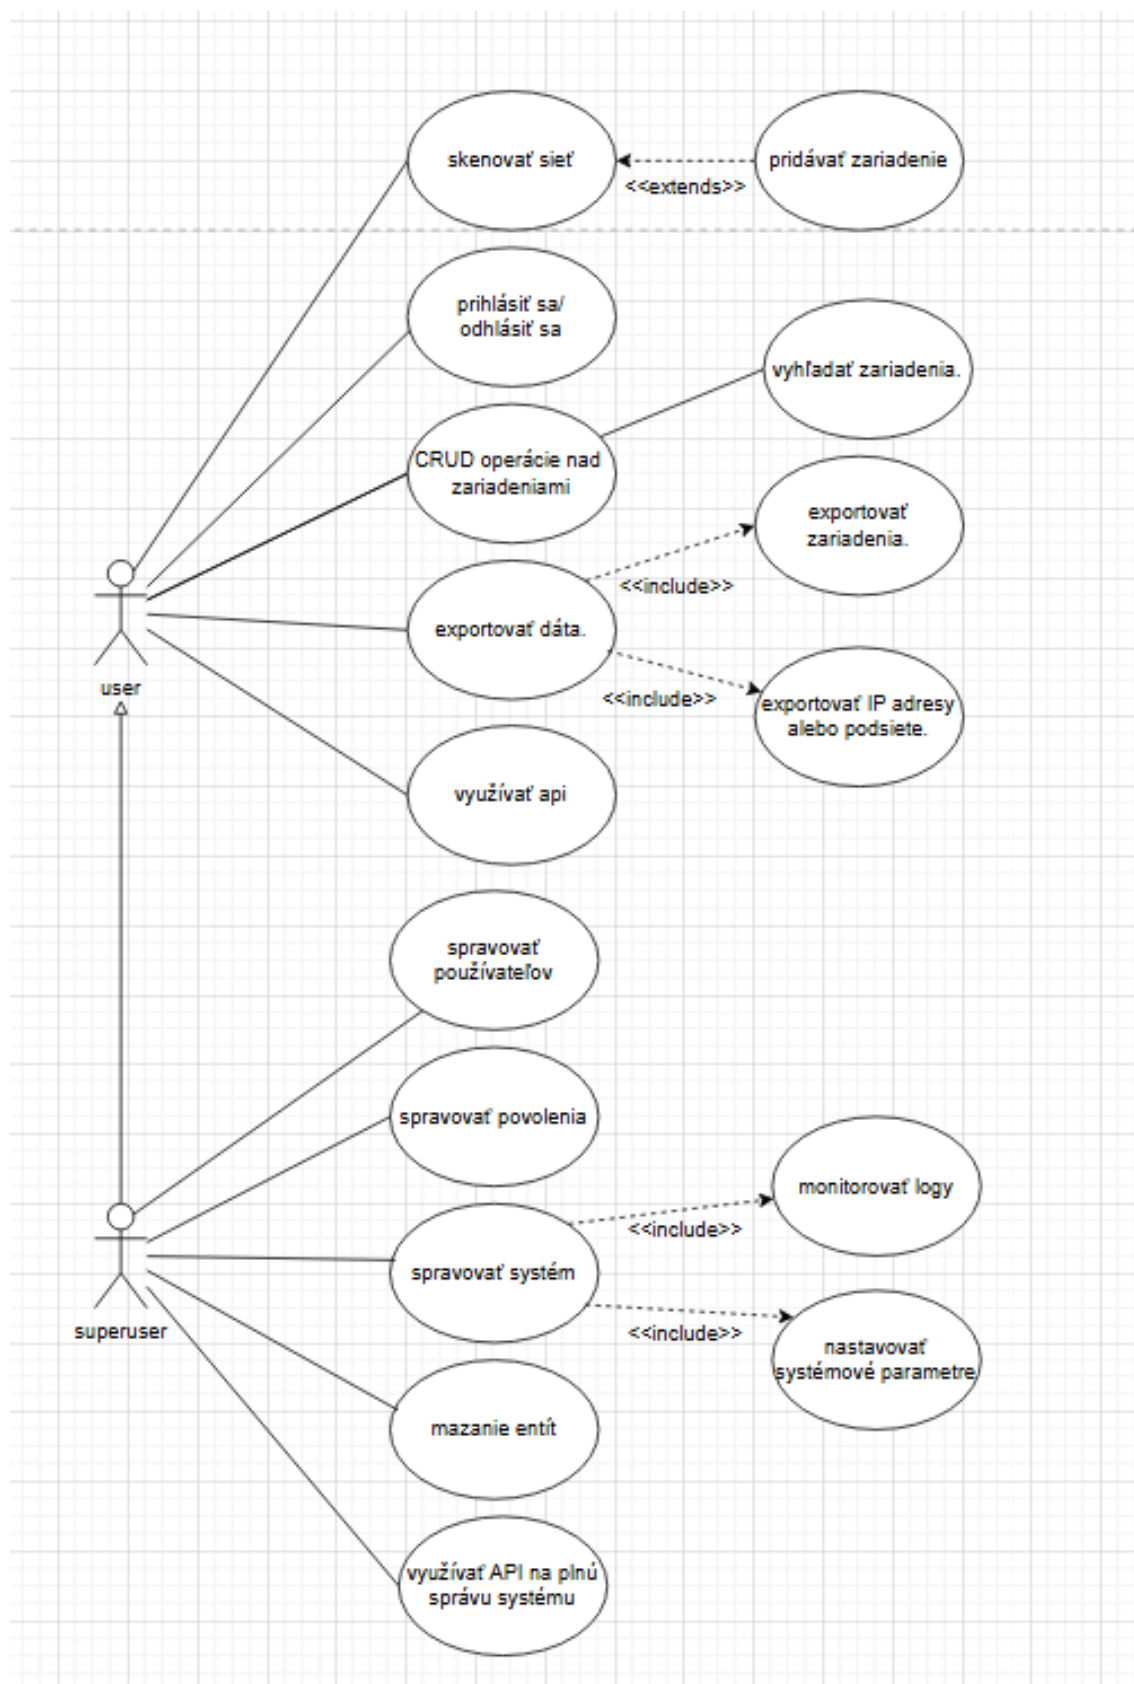 skenovať sieť
<<extends>>
pridávať zariadenie
prihlásiť sa/
odhlásiť sa
vyhľadať zariadenia.
CRUD operácie nad
zariadeniami
exportovať
zariadenia.
<<include>>
exportovať dáta.
<<include>>
exportovať IP adresy
alebo podsiete.
user
využívať api
spravovať
používateľov
spravovať povolenia
monitorovať logy
<<include>>
spravovať systém
<<include>>
nastavovať
systémové parametre
superuser
mazanie entít
využívať API na plnú
správu systému